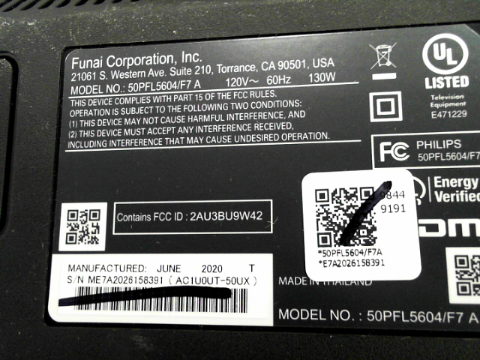 Funai Corporation, Inc.
21061 S. Western Ave. Suite 210, Torrance, CA 90501, USA
MODEL NO.: 50PFL5604/F7 A 120V~ 60Hz 130W
THIS DEVICE COMPLIES WITH PART 15 OF THE FCC RULES.
OPERATION IS SUBJECT TO THE FOLLOWING TWO CONDITIONS:
(1) THIS DEVICE MAY NOT CAUSE HARMFUL INTERFERENCE, AND
(2) THIS DEVICE MUST ACCEPT ANY INTERFERENCE RECEIVED,
INCLUDING INTERFERENCE THAT MAY CAUSE UNDESIRED OPERATION.
UL
LISTED
Television
Equipment
E471229
FC PHILIPS
50PFL5604/F7
Energy
Verified
Contains FCC ID : 2AU3BU9W42
9844
9191
*50PFL5604/F7A
*E7A2026158391
MANUFACTURED: JUNE 2020 T
S/N ME7A2026158391 (AC1U0UT-50UX)
MADE IN THAILAND
MODEL NO. : 50PFL5604/F7 A